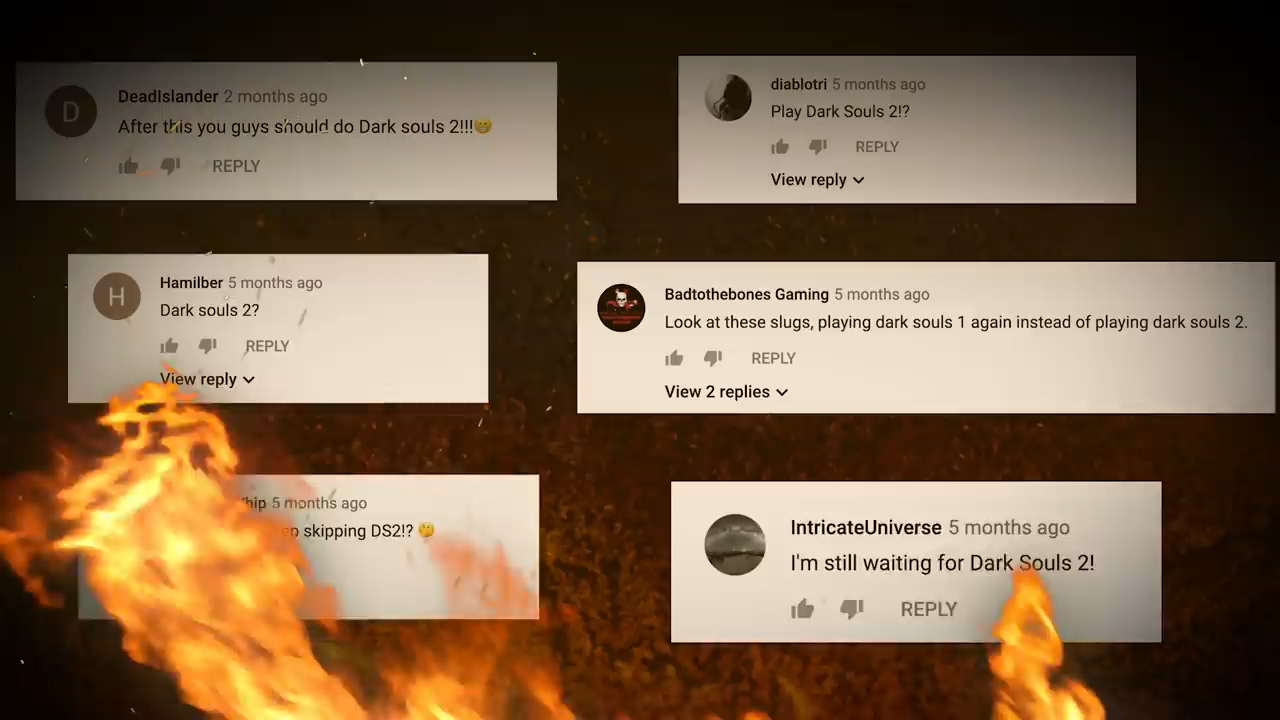 D
DeadIslander 2 months ago
After this you guys should do Dark souls 2!!!😁
REPLY
diablotri 5 months ago
Play Dark Souls 2!?
REPLY
View reply
H
Hamilber 5 months ago
Dark souls 2?
REPLY
View reply
Badtothebones Gaming 5 months ago
Look at these slugs, playing dark souls 1 again instead of playing dark souls 2.
REPLY
View 2 replies
5 months ago
skipping DS2!? 🤔
IntricateUniverse 5 months ago
I'm still waiting for Dark Souls 2!
REPLY